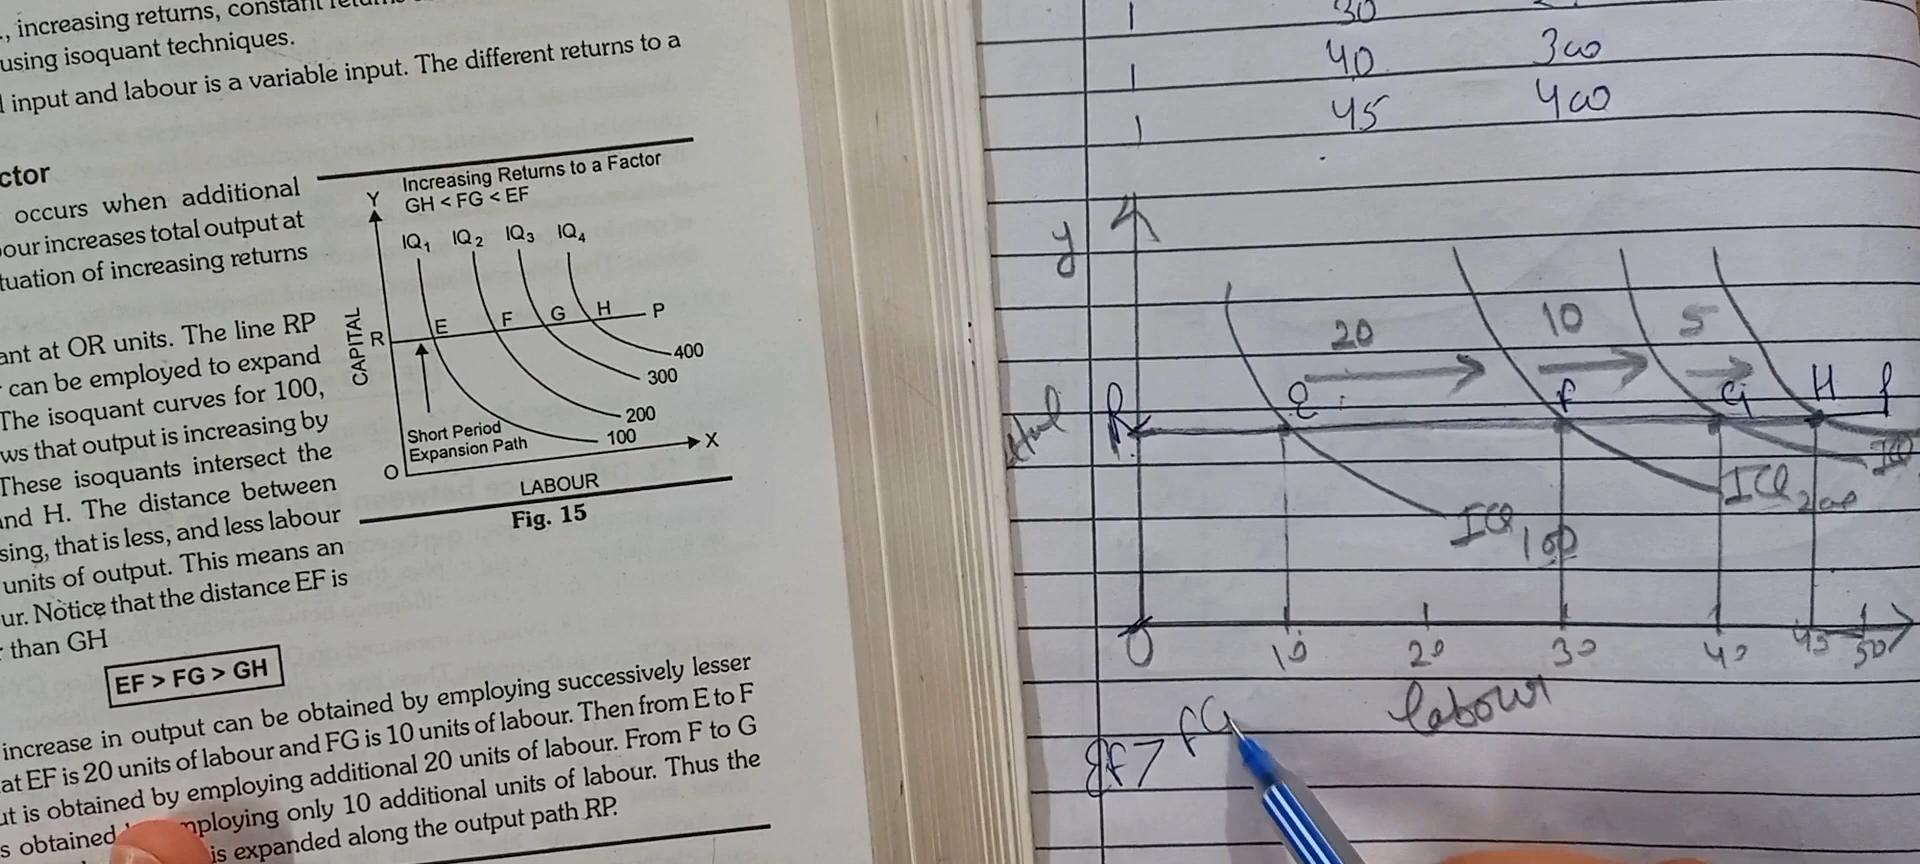 ., increasing returns, constant
using isoquant techniques.
input and labour is a variable input. The different returns to a
ctor
occurs when additional
our increases total output at
tuation of increasing returns
ant at OR units. The line RP
can be employed to expand
The isoquant curves for 100,
ws that output is increasing by
These isoquants intersect the
nd H. The distance between
sing, that is less, and less labour
units of output. This means an
ur. Notice that the distance EF is
than GH
EF > FG > GH
increase in output can be obtained by employing successively lesser
at EF is 20 units of labour and FG is 10 units of labour. Then from E to F
ut is obtained by employing additional 20 units of labour. From F to G
s obtained mploying only 10 additional units of labour. Thus the
is expanded along the output path RP.
Increasing Returns to a Factor
GH < FG < EF
Y
IQ1 IQ2 IQ3 IQ4
CAPITAL
R E F G H P
400
300
200
100
Short Period
Expansion Path
O X
LABOUR
Fig. 15
1 30
1 40 300
1 45 400
y
20 10 5
R E F G H P
IQ 100
IQ 200
IQ
0 10 20 30 40 45 50
labour
EF > FG